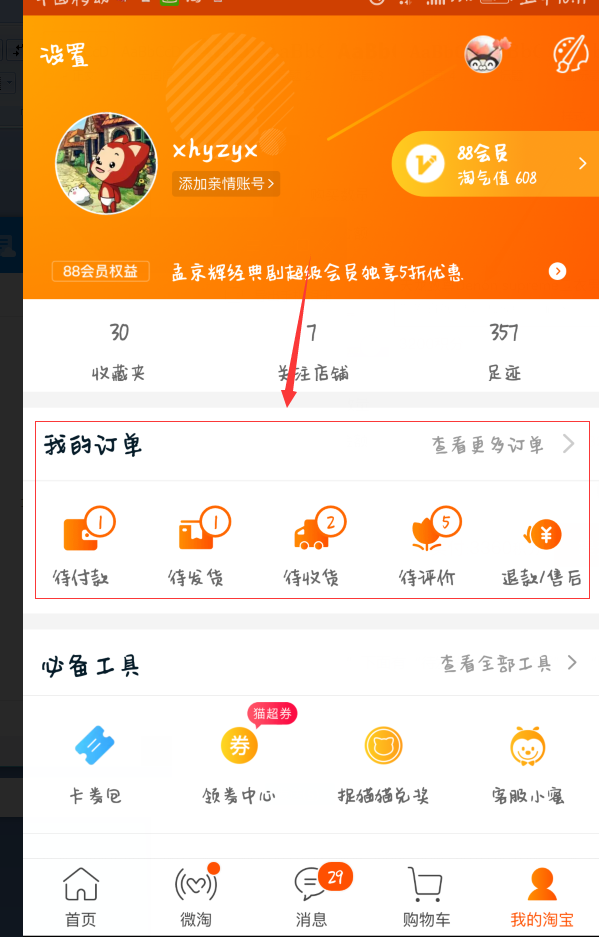 设置
xhyzyx
添加亲情账号
88会员
淘气值 608
88会员权益 孟京辉经典剧超级会员独享5折优惠
30 7 357
收藏夹 关注店铺 足迹
我的订单 查看更多订单
1 1 2 5
待付款 待发货 待收货 待评价 退款/售后
必备工具 查看全部工具
猫超券
券
卡券包 领券中心 捉猫猫兑奖 客服小蜜
29
首页 微淘 消息 购物车 我的淘宝